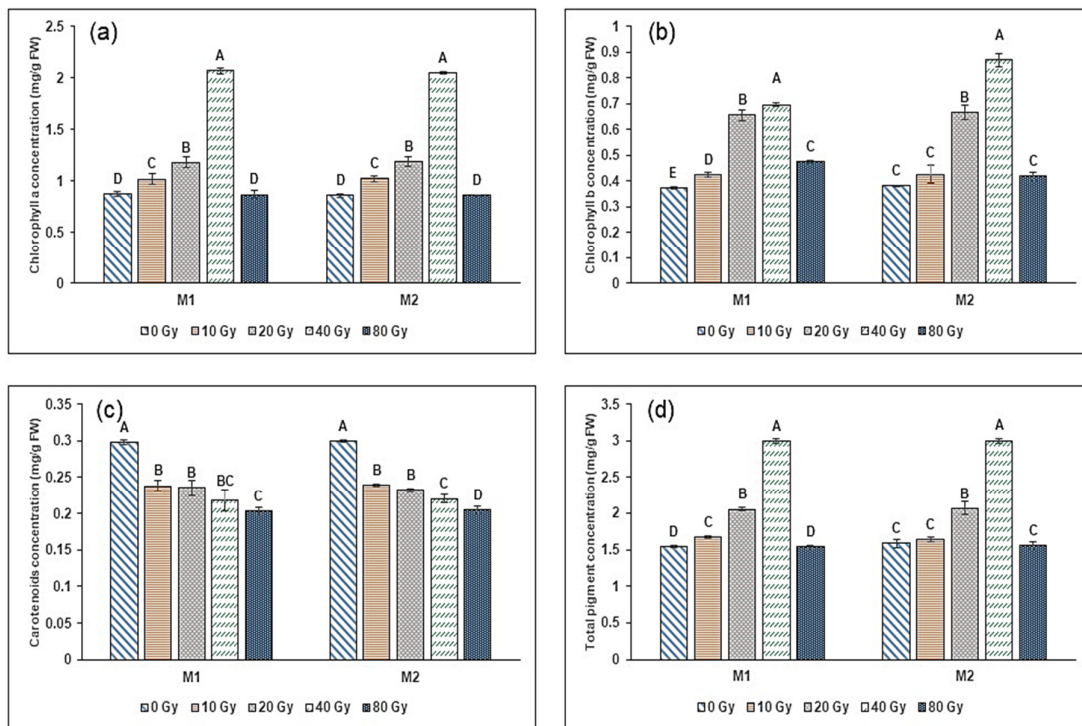 (a)
Chlorophyll a concentration (mg/g FW)
2.5
2
1.5
1
0.5
0
D
C
B
A
D
D
C
B
A
D
M1
M2
0 Gy 10 Gy 20 Gy 40 Gy 80 Gy
(b)
Chlorophyll b concentration (mg/g FW)
1
0.9
0.8
0.7
0.6
0.5
0.4
0.3
0.2
0.1
0
E
D
B
A
C
C
C
B
A
C
M1
M2
0 Gy 10 Gy 20 Gy 40 Gy 80 Gy
(c)
Carotenoids concentration (mg/g FW)
0.35
0.3
0.25
0.2
0.15
0.1
0.05
0
A
B
B
BC
C
A
B
B
C
D
M1
M2
0 Gy 10 Gy 20 Gy 40 Gy 80 Gy
(d)
Total pigment concentration (mg/g FW)
3.5
3
2.5
2
1.5
1
0.5
0
D
C
B
A
D
C
C
B
A
C
M1
M2
0 Gy 10 Gy 20 Gy 40 Gy 80 Gy